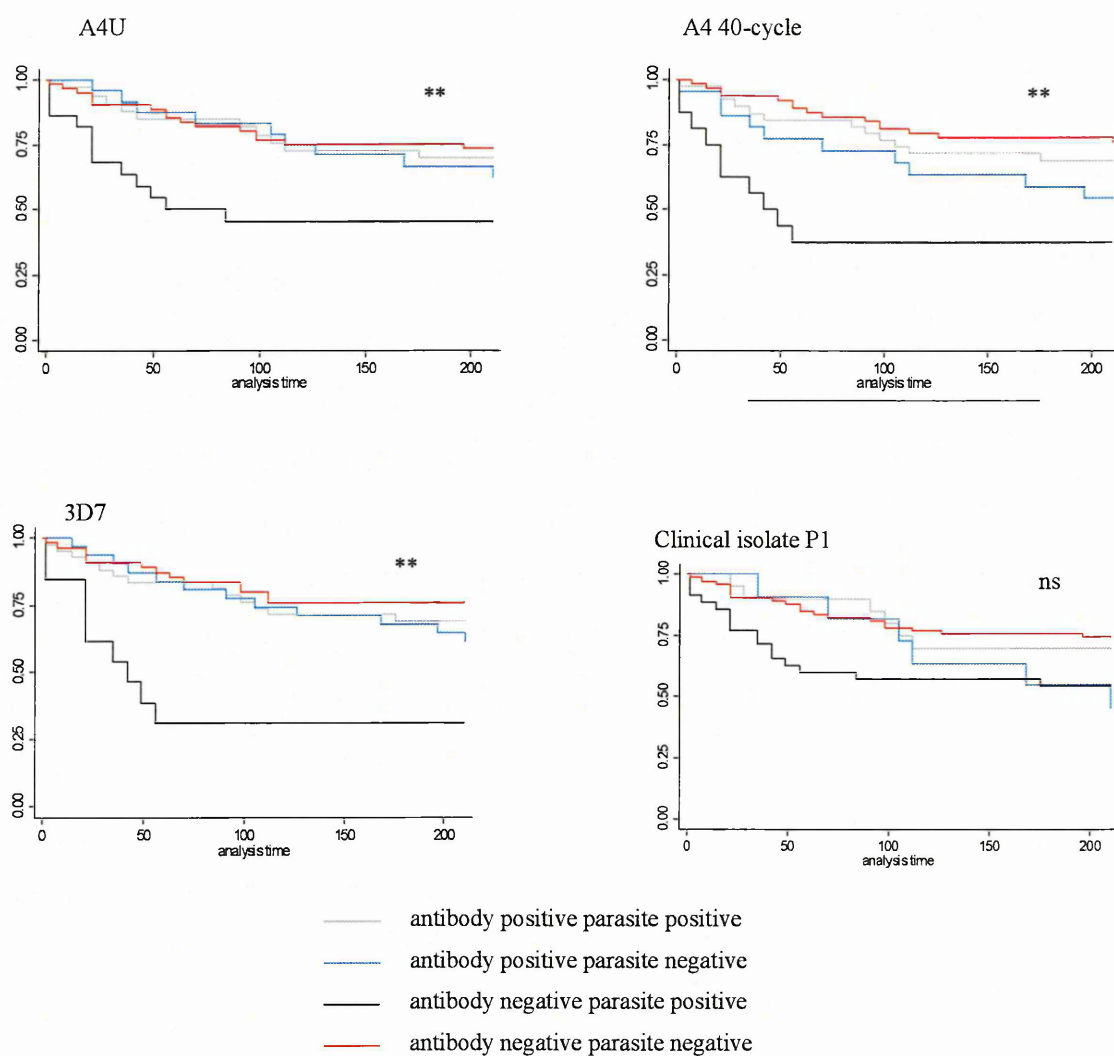 A4U
**
1.00
0.75
0.50
0.25
0.00
0 50 100 150 200
analysis time
A4 40-cycle
**
1.00
0.75
0.50
0.25
0.00
0 50 100 150 200
analysis time
3D7
**
1.00
0.75
0.50
0.25
0.00
0 50 100 150 200
analysis time
Clinical isolate P1
ns
1.00
0.75
0.50
0.25
0.00
0 50 100 150 200
analysis time
antibody positive parasite positive
antibody positive parasite negative
antibody negative parasite positive
antibody negative parasite negative